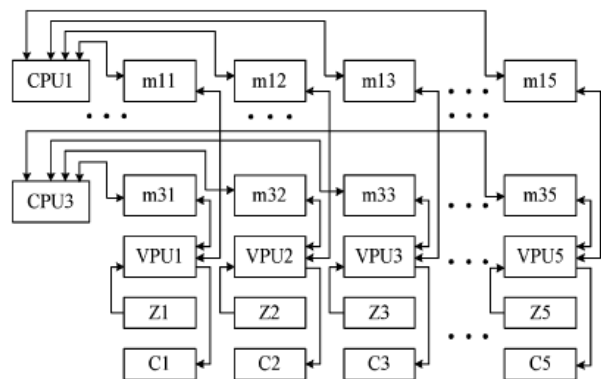 CPU1 m11 m12 m13 . . . m15
. . . . . . . . .
CPU3 m31 m32 m33 . . . m35
VPU1 VPU2 VPU3 . . . VPU5
Z1 Z2 Z3 Z5
. . .
C1 C2 C3 C5